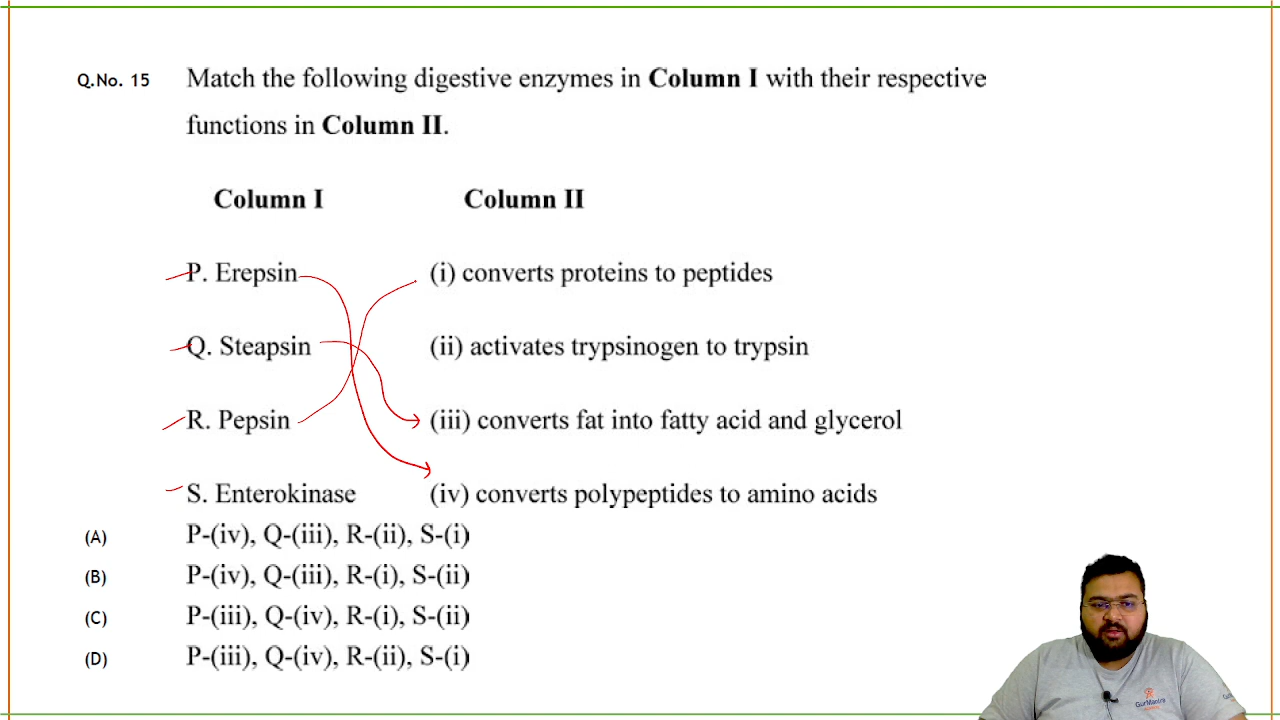 Q.No. 15 Match the following digestive enzymes in Column I with their respective
functions in Column II.
Column I Column II
P. Erepsin (i) converts proteins to peptides
Q. Steapsin (ii) activates trypsinogen to trypsin
R. Pepsin (iii) converts fat into fatty acid and glycerol
S. Enterokinase (iv) converts polypeptides to amino acids
(A) P-(iv), Q-(iii), R-(ii), S-(i)
(B) P-(iv), Q-(iii), R-(i), S-(ii)
(C) P-(iii), Q-(iv), R-(i), S-(ii)
(D) P-(iii), Q-(iv), R-(ii), S-(i)
GurMantra